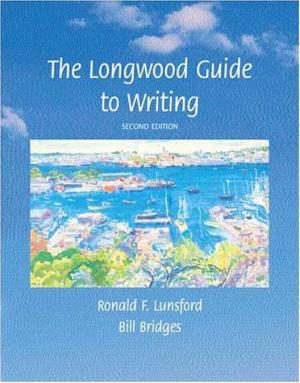 The Longwood Guide
to Writing
SECOND EDITION
Ronald F. Lunsford
Bill Bridges